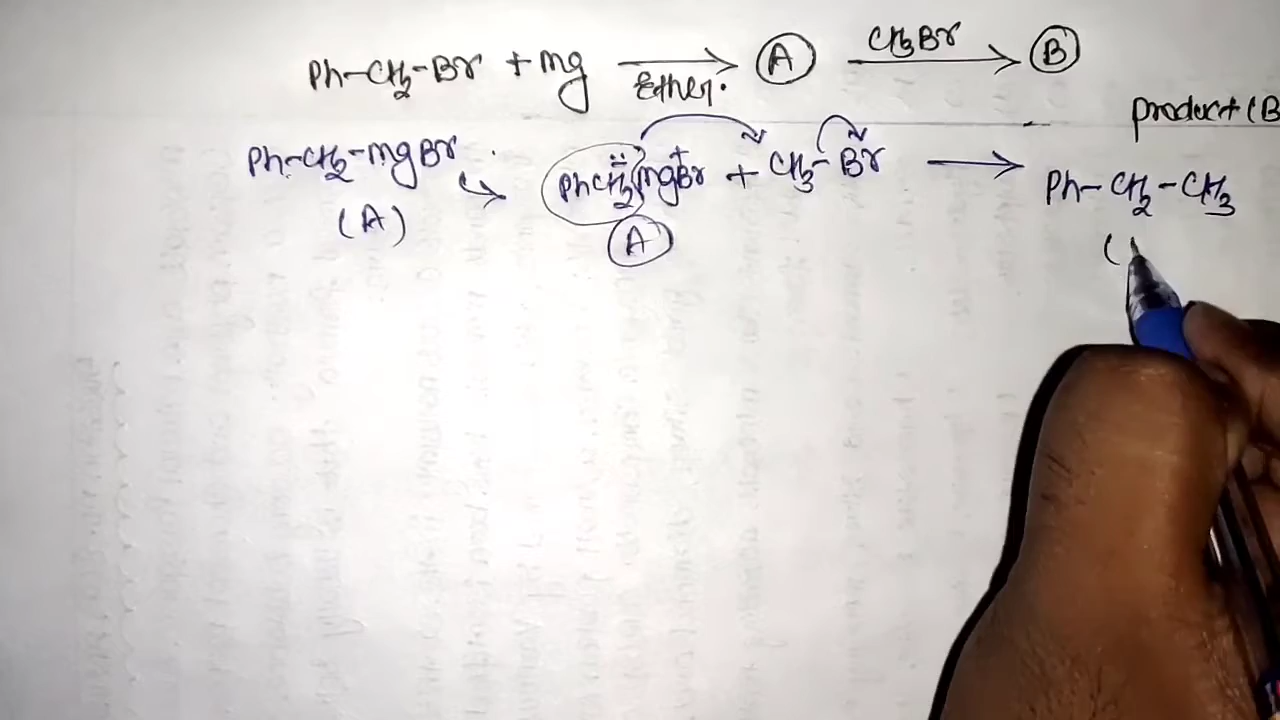 Ph-CH2-Br + Mg ⟶ (A) CH3Br ⟶ (B)
Ether.
Product (B
Ph-CH2-MgBr PhCH2 MgBr + CH3-Br ⟶ Ph-CH2-CH3
(A) (A) (